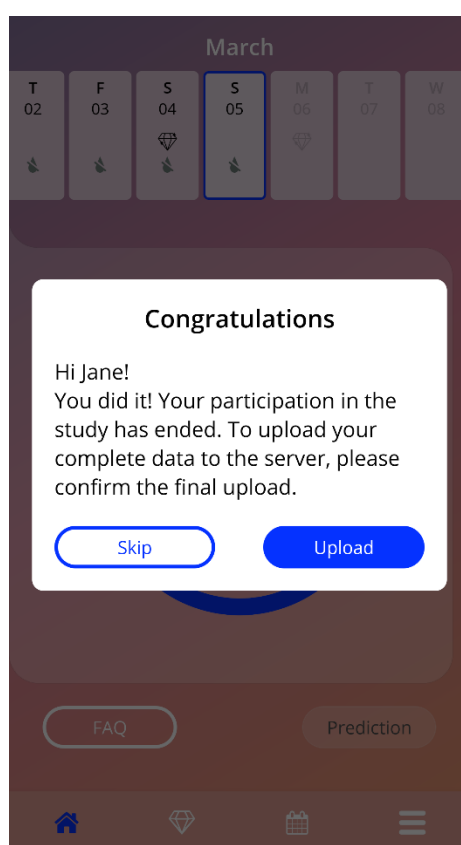 March
T F S S M T W
02 03 04 05 06 07 08
Congratulations
Hi Jane!
You did it! Your participation in the
study has ended. To upload your
complete data to the server, please
confirm the final upload.
Skip Upload
FAQ Prediction